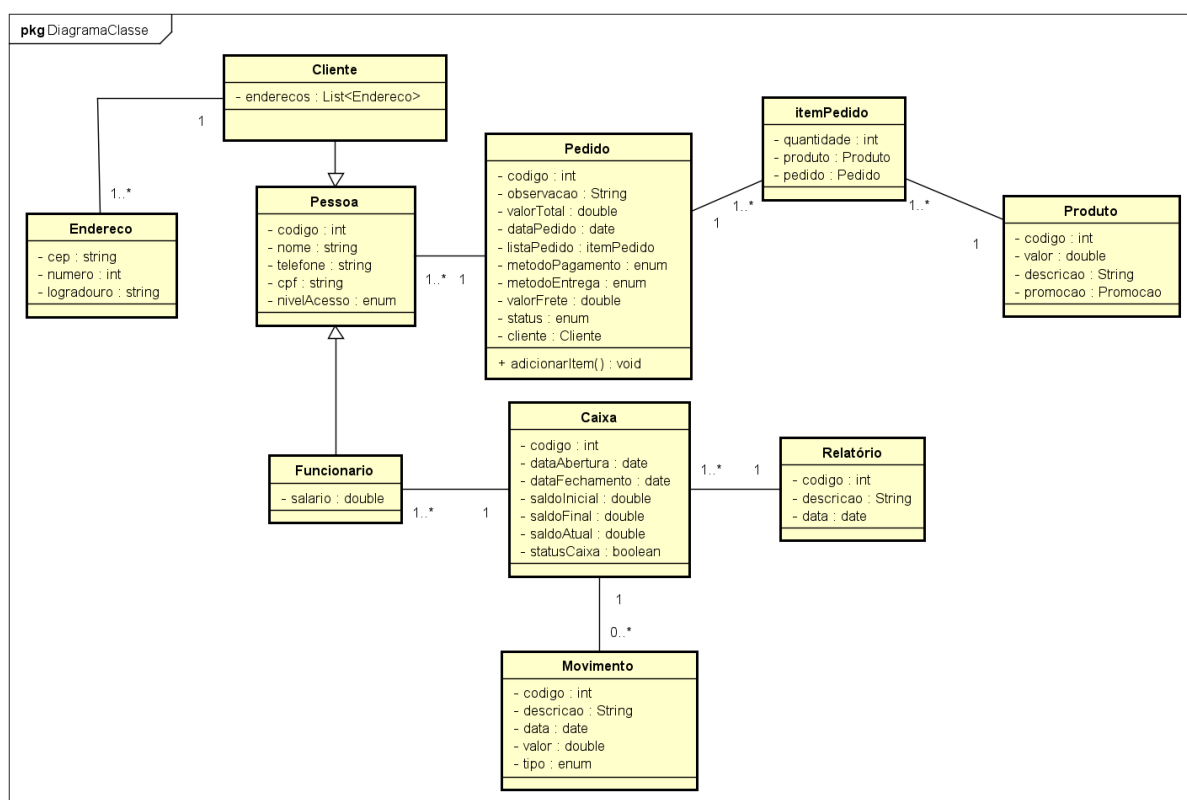 pkg DiagramaClasse
Cliente
- enderecos : List<Endereco>
1
1..*
Endereco
- cep : string
- numero : int
- logradouro : string
Pessoa
- codigo : int
- nome : string
- telefone : string
- cpf : string
- nivelAcesso : enum
1..*
1
Pedido
- codigo : int
- observacao : String
- valorTotal : double
- dataPedido : date
- listaPedido : itemPedido
- metodoPagamento : enum
- metodoEntrega : enum
- valorFrete : double
- status : enum
- cliente : Cliente
+ adicionarItem() : void
1
1..*
itemPedido
- quantidade : int
- produto : Produto
- pedido : Pedido
1..*
1
Produto
- codigo : int
- valor : double
- descricao : String
- promocao : Promocao
Funcionario
- salario : double
1..*
1
Caixa
- codigo : int
- dataAbertura : date
- dataFechamento : date
- saldoInicial : double
- saldoFinal : double
- saldoAtual : double
- statusCaixa : boolean
1..*
1
Relatório
- codigo : int
- descricao : String
- data : date
1
0..*
Movimento
- codigo : int
- descricao : String
- data : date
- valor : double
- tipo : enum